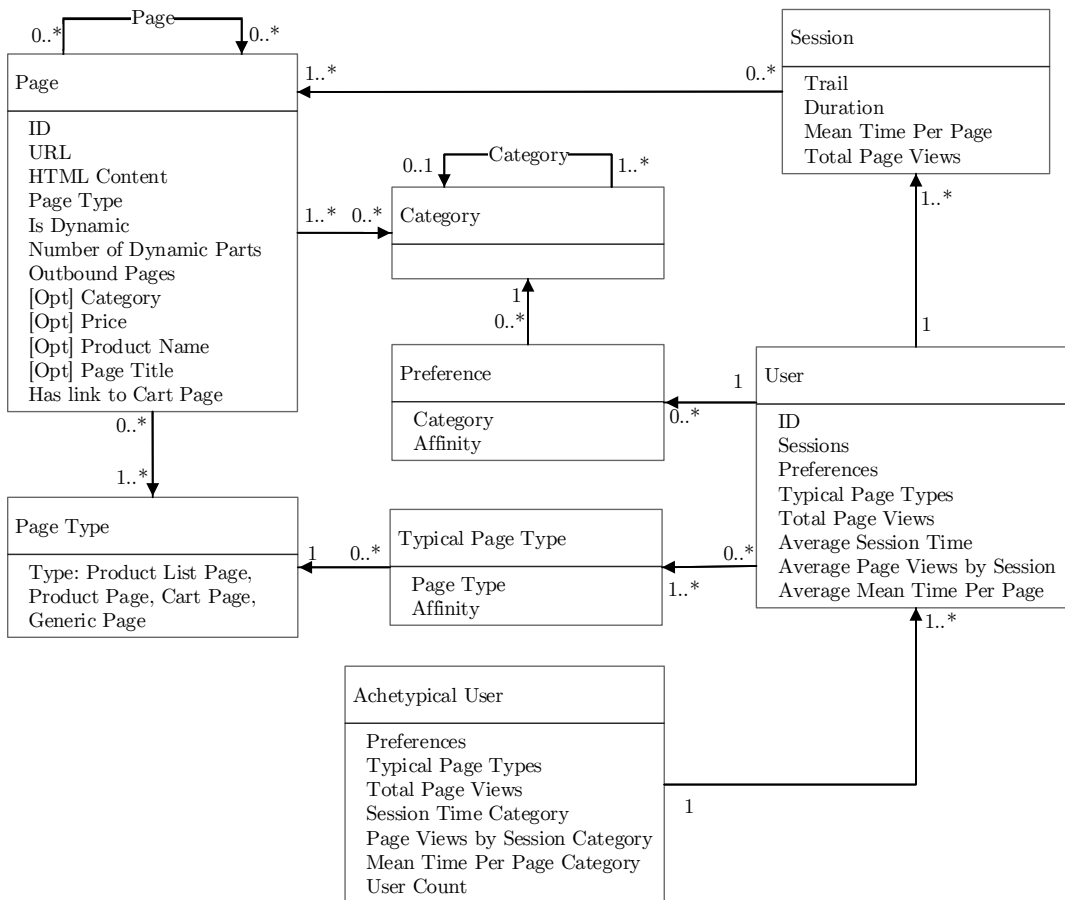 Page
0..*
0..*
Page
ID
URL
HTML Content
Page Type
Is Dynamic
Number of Dynamic Parts
Outbound Pages
[Opt] Category
[Opt] Price
[Opt] Product Name
[Opt] Page Title
Has link to Cart Page
1..*
0..*
Session
Trail
Duration
Mean Time Per Page
Total Page Views
Category
0..1
1..*
1..*
0..*
Category
1
0..*
1..*
1
Preference
Category
Affinity
1
0..*
User
ID
Sessions
Preferences
Typical Page Types
Total Page Views
Average Session Time
Average Page Views by Session
Average Mean Time Per Page
0..*
1..*
Page Type
Type: Product List Page,
Product Page, Cart Page,
Generic Page
1
0..*
Typical Page Type
Page Type
Affinity
0..*
1..*
1..*
1
Achetypical User
Preferences
Typical Page Types
Total Page Views
Session Time Category
Page Views by Session Category
Mean Time Per Page Category
User Count